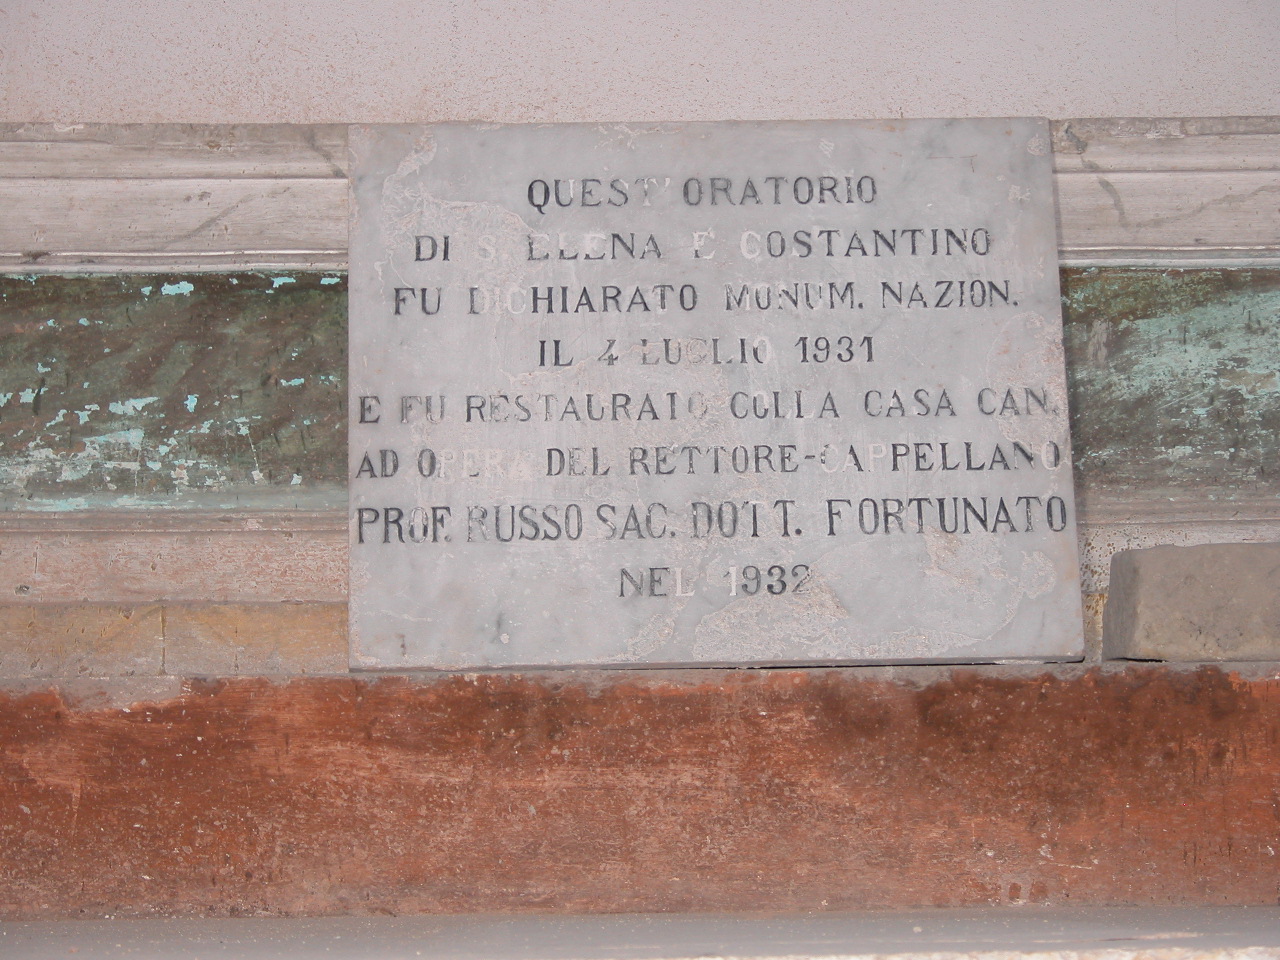 QUEST'ORATORIO
DI S. ELENA E COSTANTINO
FU DICHIARATO MONUM. NAZION.
IL 4 LUGLIO 1931
E FU RESTAURATO COLLA CASA CAN.
AD OPERA DEL RETTORE-CAPPELLANO
PROF. RUSSO SAC. DOTT. FORTUNATO
NEL 1932